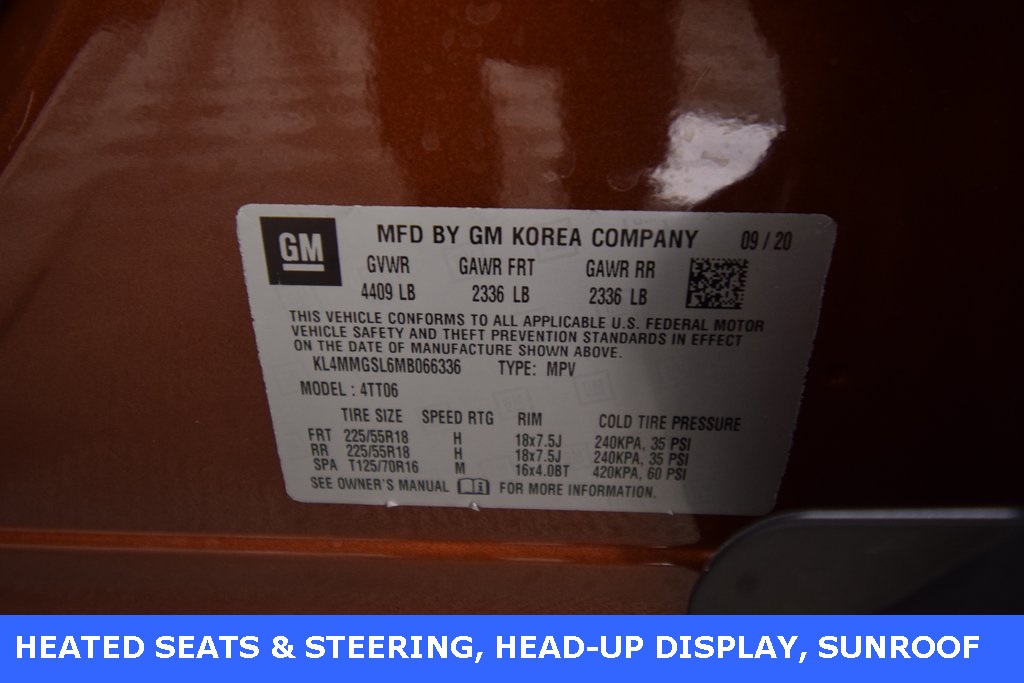 GM
MFD BY GM KOREA COMPANY 09 / 20
GVWR GAWR FRT GAWR RR
4409 LB 2336 LB 2336 LB
THIS VEHICLE CONFORMS TO ALL APPLICABLE U.S. FEDERAL MOTOR
VEHICLE SAFETY AND THEFT PREVENTION STANDARDS IN EFFECT
ON THE DATE OF MANUFACTURE SHOWN ABOVE.
KL4MMGSL6MB066336 TYPE: MPV
MODEL : 4TT06
TIRE SIZE SPEED RTG RIM COLD TIRE PRESSURE
FRT 225/55R18 H 18x7.5J 240KPA, 35 PSI
RR 225/55R18 H 18x7.5J 240KPA, 35 PSI
SPA T125/70R16 M 16x4.0BT 420KPA, 60 PSI
SEE OWNER'S MANUAL FOR MORE INFORMATION.
HEATED SEATS & STEERING, HEAD-UP DISPLAY, SUNROOF